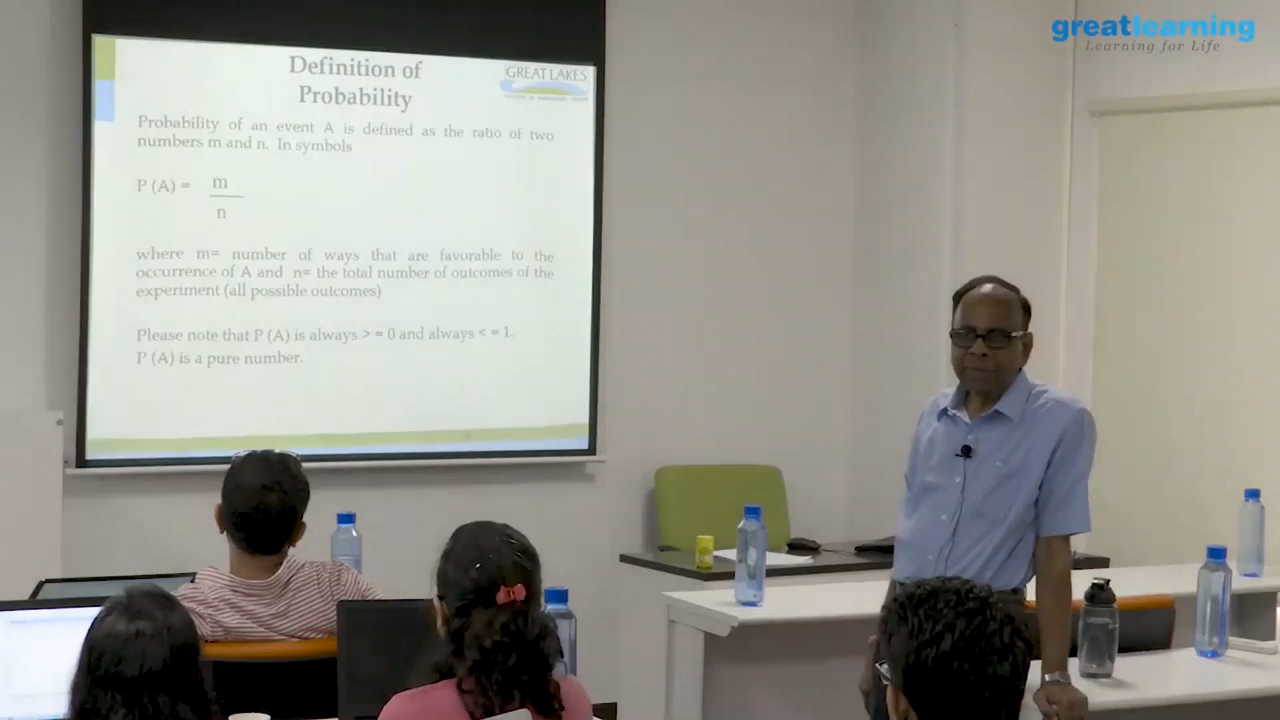 greatlearning
Learning for Life
Definition of
Probability
GREAT LAKES
Probability of an event A is defined as the ratio of two
numbers m and n. In symbols
P (A) = m
n
where m= number of ways that are favorable to the
occurrence of A and n= the total number of outcomes of the
experiment (all possible outcomes)
Please note that P (A) is always > = 0 and always < = 1.
P (A) is a pure number.